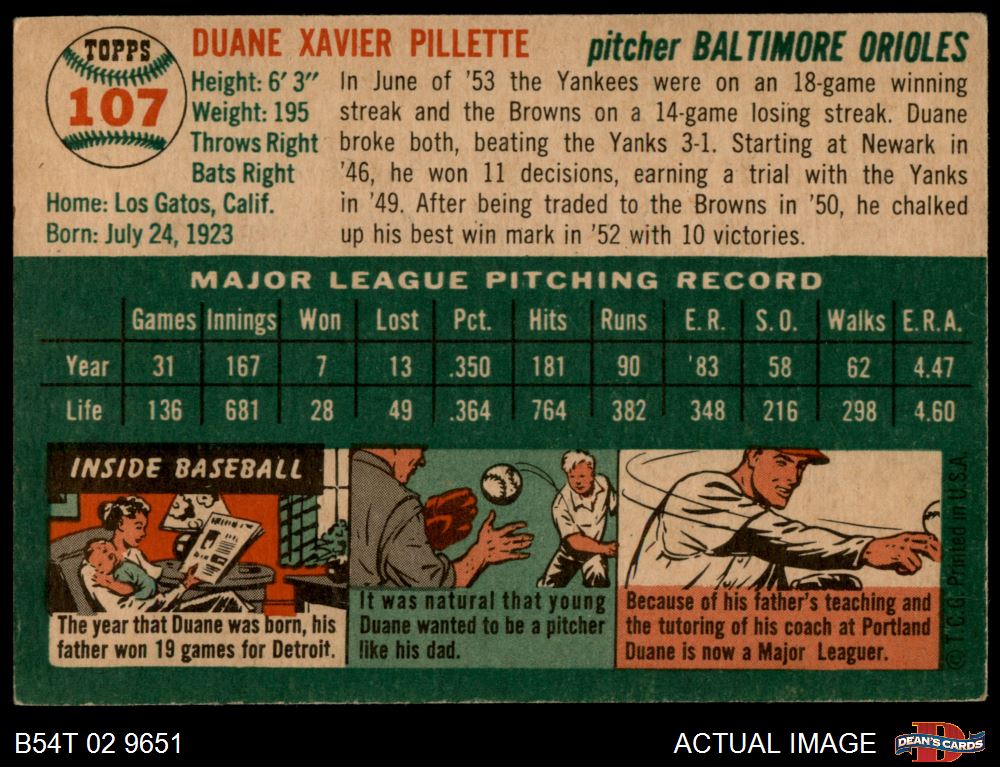 TOPPS
107
DUANE XAVIER PILLETTE
pitcher BALTIMORE ORIOLES
Height: 6' 3"
Weight: 195
Throws Right
Bats Right
Home: Los Gatos, Calif.
Born: July 24, 1923
In June of '53 the Yankees were on an 18-game winning
streak and the Browns on a 14-game losing streak. Duane
broke both, beating the Yanks 3-1. Starting at Newark in
'46, he won 11 decisions, earning a trial with the Yanks
in '49. After being traded to the Browns in '50, he chalked
up his best win mark in '52 with 10 victories.
MAJOR LEAGUE PITCHING RECORD
Games Innings Won Lost Pct. Hits Runs E.R. S.O. Walks E.R.A.
Year 31 167 7 13 .350 181 90 '83 58 62 4.47
Life 136 681 28 49 .364 764 382 348 216 298 4.60
INSIDE BASEBALL
The year that Duane was born, his
father won 19 games for Detroit.
It was natural that young
Duane wanted to be a pitcher
like his dad.
Because of his father's teaching and
the tutoring of his coach at Portland
Duane is now a Major Leaguer.
© T.C.G. Printed in U.S.A.
B54T 02 9651
ACTUAL IMAGE
D
DEAN'S CARDS